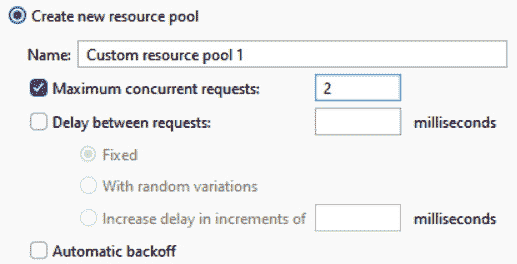 Create new resource pool
Name: Custom resource pool 1
Maximum concurrent requests: 2
Delay between requests: milliseconds
Fixed
With random variations
Increase delay in increments of milliseconds
Automatic backoff